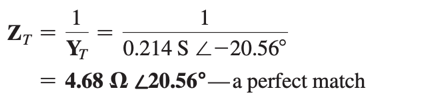 Z_T = 1/Y_T = 1/(0.214 S ∠−20.56°)
= 4.68 Ω ∠20.56°—a perfect match